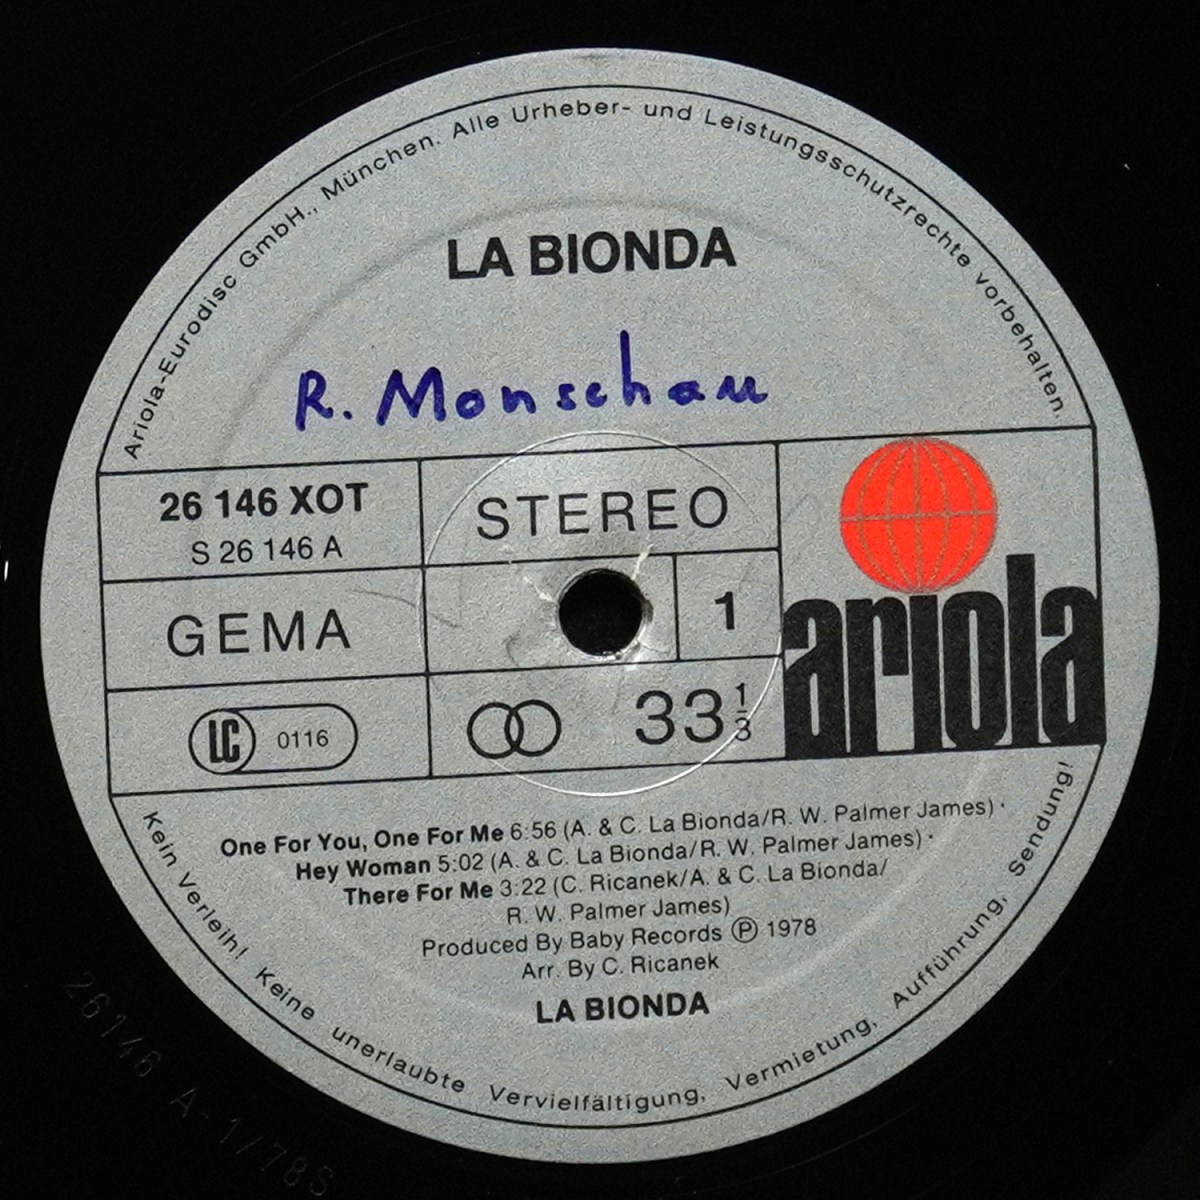 Ariola-Eurodisc GmbH., München. Alle Urheber- und Leistungsschutzrechte vorbehalten.
LA BIONDA
R. Monschau
26 146 XOT
S 26 146 A
STEREO
GEMA
1
ariola
LC 0116
33 1/3
One For You, One For Me 6:56 (A. & C. La Bionda/R. W. Palmer James) ·
Hey Woman 5:02 (A. & C. La Bionda/R. W. Palmer James) ·
There For Me 3:22 (C. Ricanek/A. & C. La Bionda/
R. W. Palmer James)
Produced By Baby Records Ⓟ 1978
Arr. By C. Ricanek
LA BIONDA
Kein Verleih! Keine unerlaubte Vervielfältigung, Vermietung, Aufführung, Sendung!
26146 A-1/78S